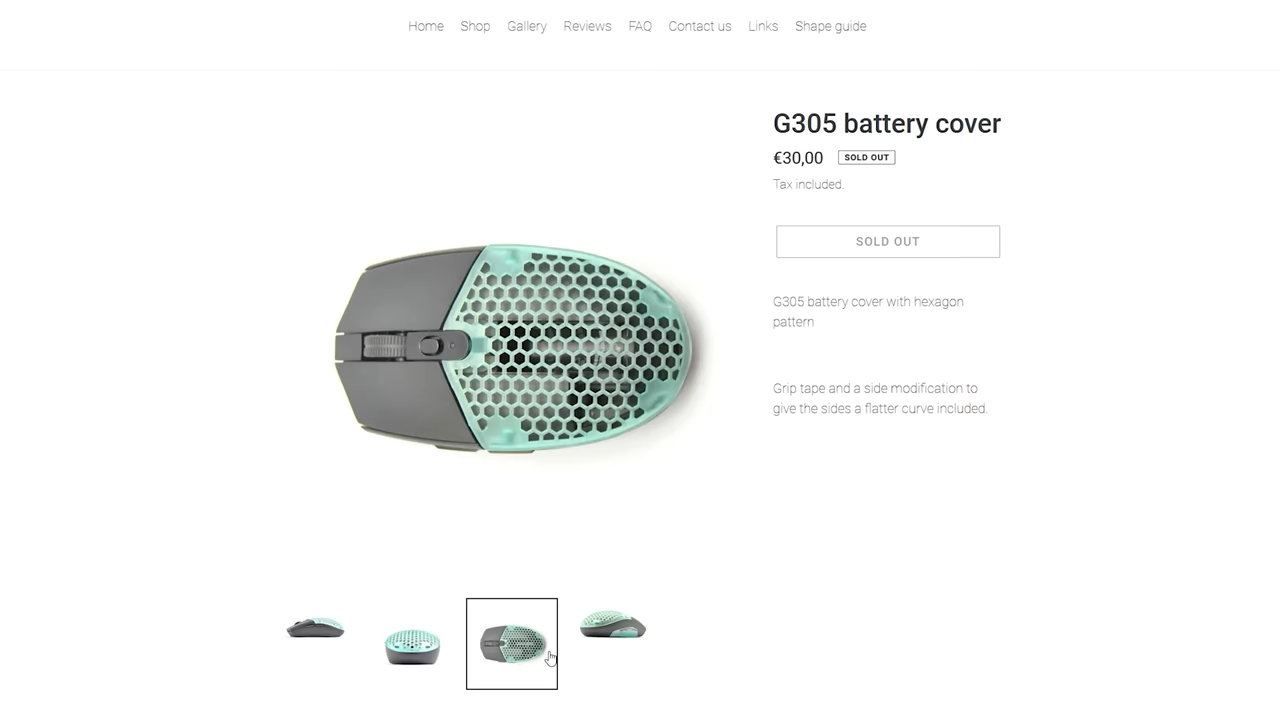 Home Shop Gallery Reviews FAQ Contact us Links Shape guide
G305 battery cover
€30,00 SOLD OUT
Tax included.
SOLD OUT
G305 battery cover with hexagon
pattern
Grip tape and a side modification to
give the sides a flatter curve included.